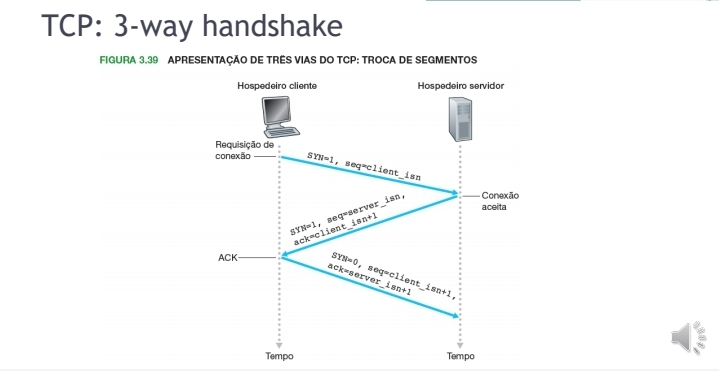 TCP: 3-way handshake
FIGURA 3.39 APRESENTAÇÃO DE TRÊS VIAS DO TCP: TROCA DE SEGMENTOS
Hospedeiro cliente
Hospedeiro servidor
Requisição de
conexão
SYN=1, seq=client_isn
Conexão
aceita
SYN=1, seq=server_isn,
ack=client_isn+1
ACK
SYN=0, seq=client_isn+1,
ack=server_isn+1
Tempo
Tempo